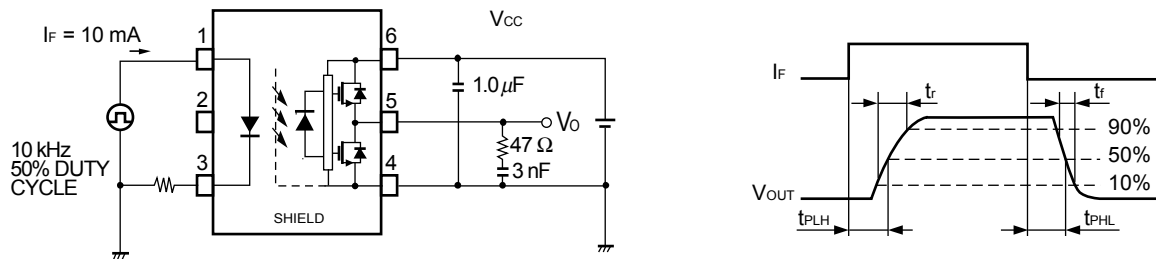 IF = 10 mA
1
2
3
10 kHz
50% DUTY
CYCLE
SHIELD
6
5
4
VCC
1.0 μF
VO
47 Ω
3 nF
IF
tr
tf
90%
50%
10%
VOUT
tPLH
tPHL